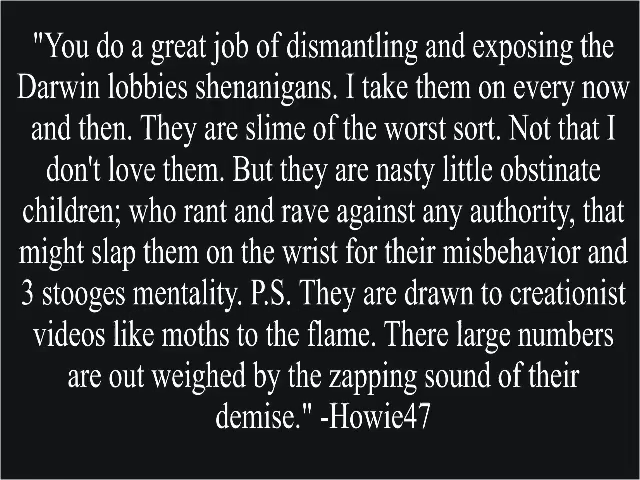 "You do a great job of dismantling and exposing the
Darwin lobbies shenanigans. I take them on every now
and then. They are slime of the worst sort. Not that I
don't love them. But they are nasty little obstinate
children; who rant and rave against any authority, that
might slap them on the wrist for their misbehavior and
3 stooges mentality. P.S. They are drawn to creationist
videos like moths to the flame. There large numbers
are out weighed by the zapping sound of their
demise." -Howie47